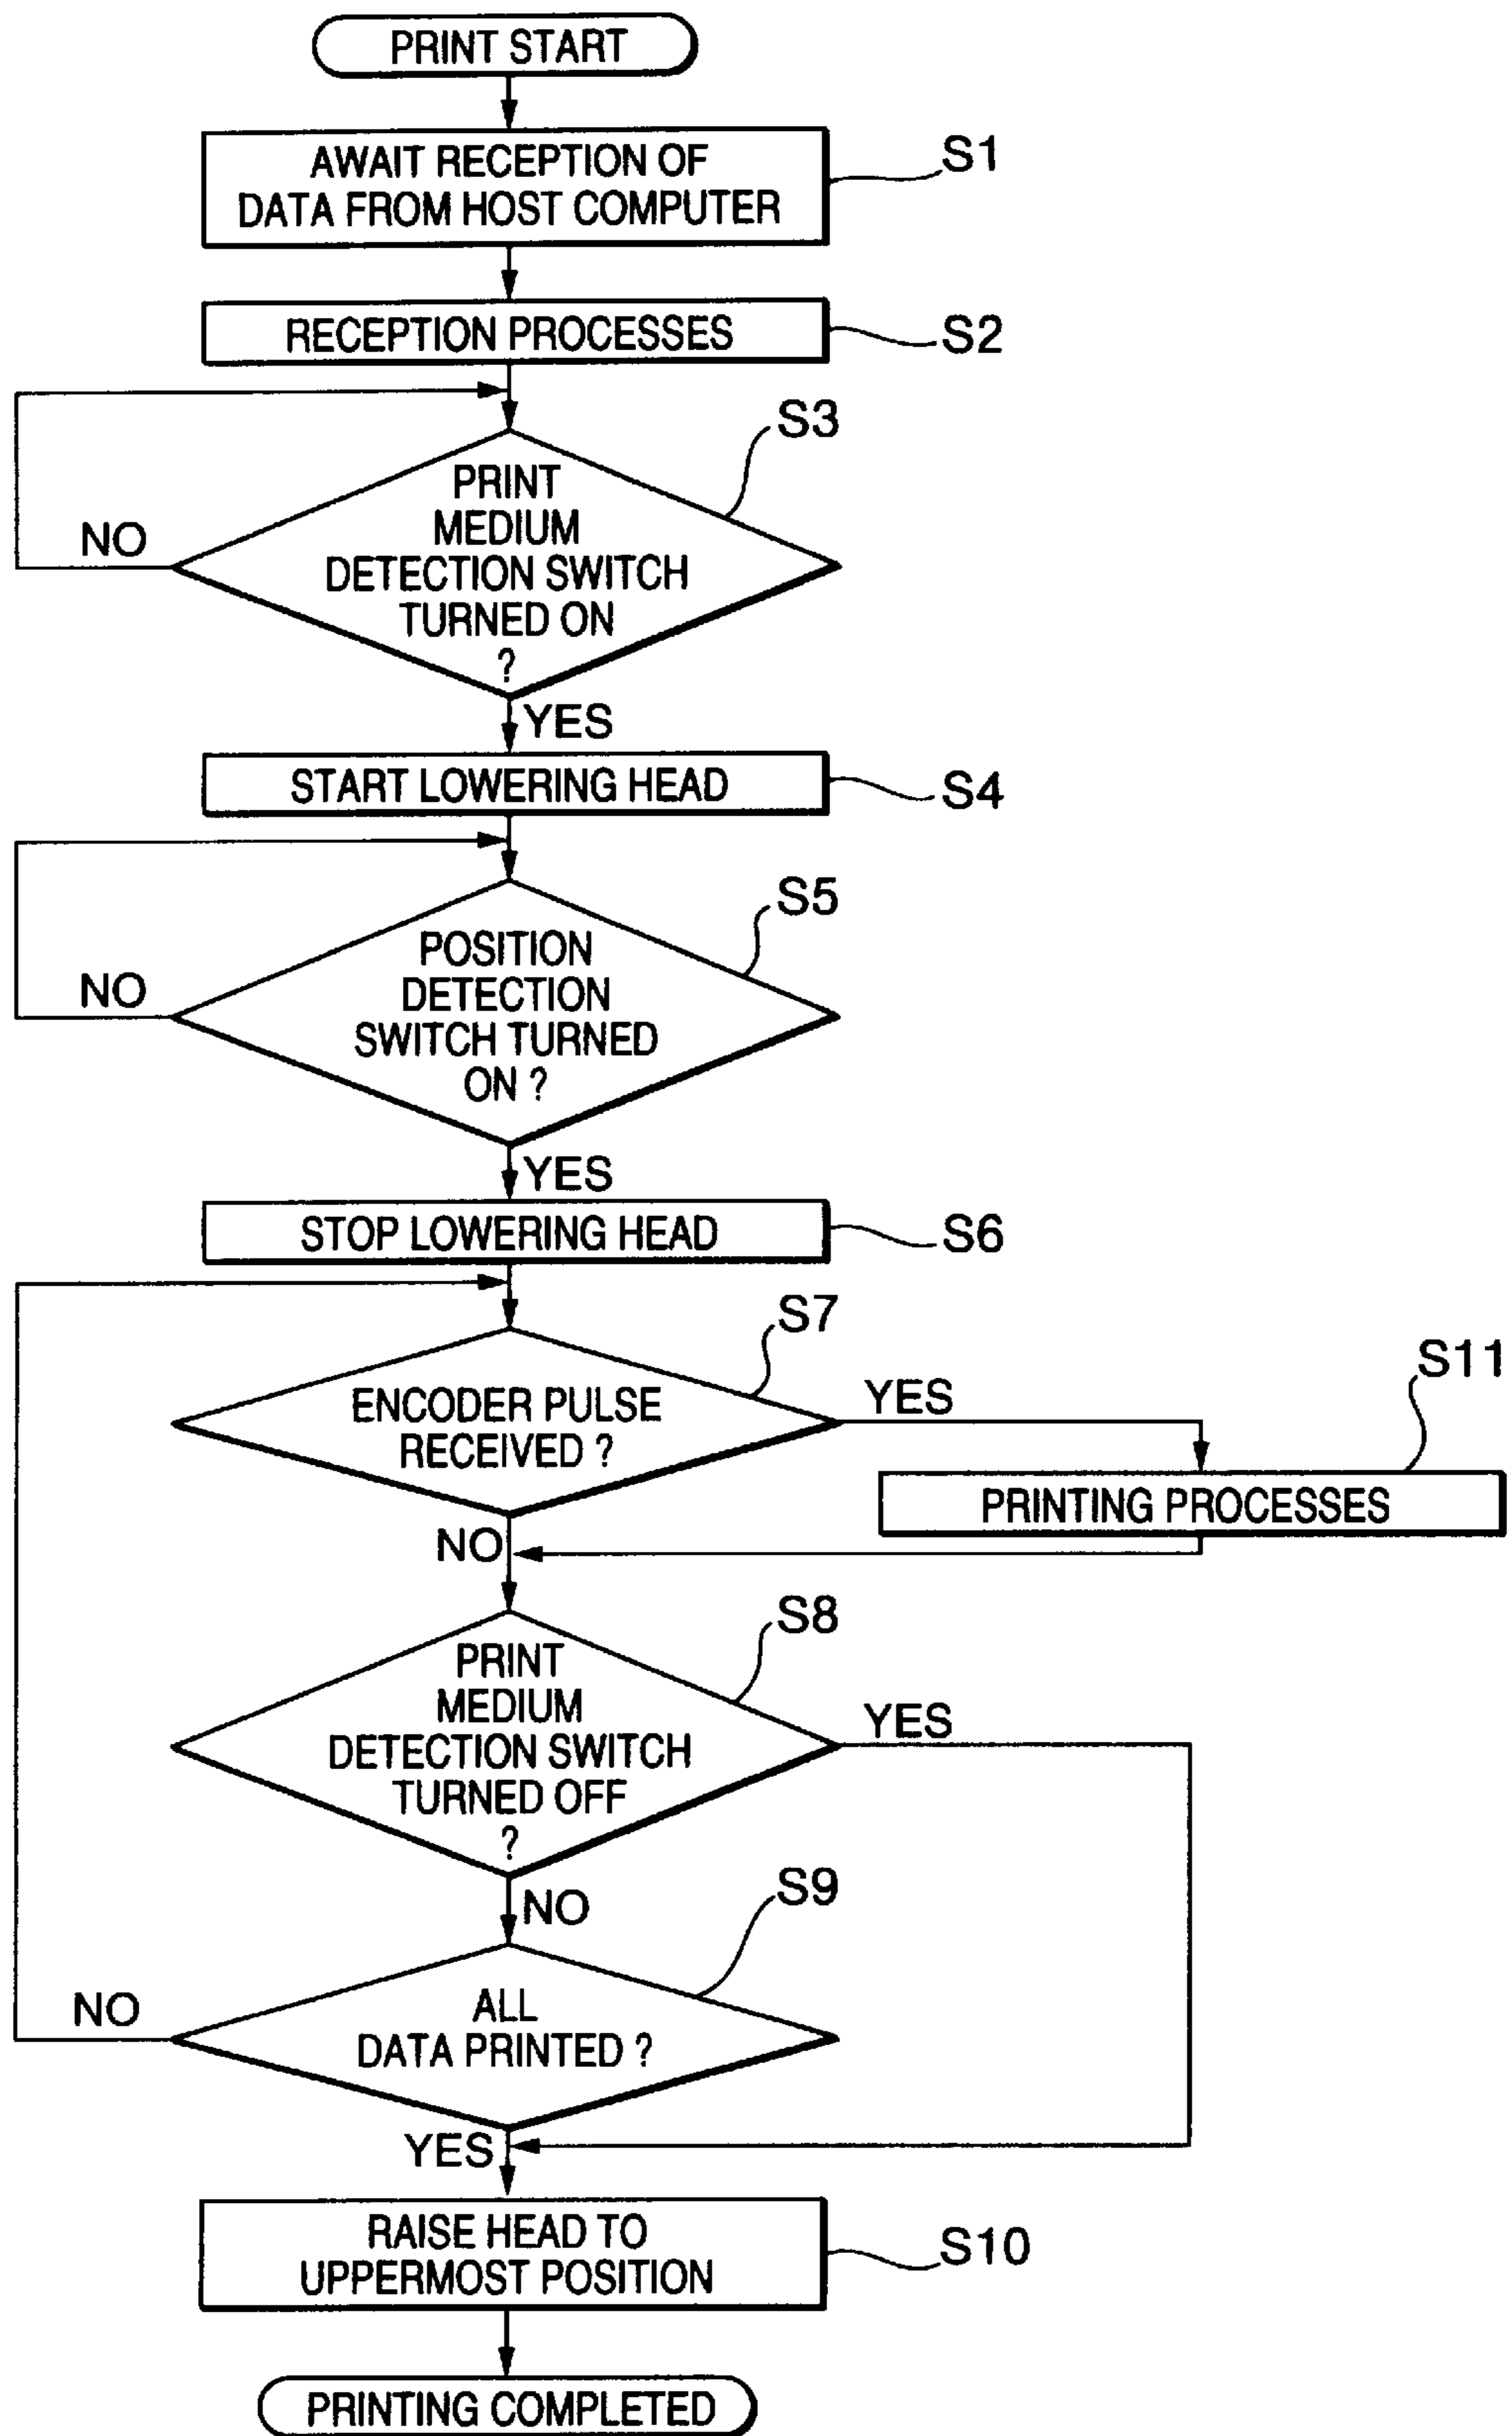 PRINT START
AWAIT RECEPTION OF
DATA FROM HOST COMPUTER
S1
RECEPTION PROCESSES
S2
S3
PRINT
MEDIUM
DETECTION SWITCH
TURNED ON
?
NO
YES
START LOWERING HEAD
S4
S5
POSITION
DETECTION
SWITCH TURNED
ON ?
NO
YES
STOP LOWERING HEAD
S6
S7
ENCODER PULSE
RECEIVED ?
YES
S11
PRINTING PROCESSES
NO
S8
PRINT
MEDIUM
DETECTION SWITCH
TURNED OFF
?
YES
NO
S9
ALL
DATA PRINTED ?
NO
YES
RAISE HEAD TO
UPPERMOST POSITION
S10
PRINTING COMPLETED